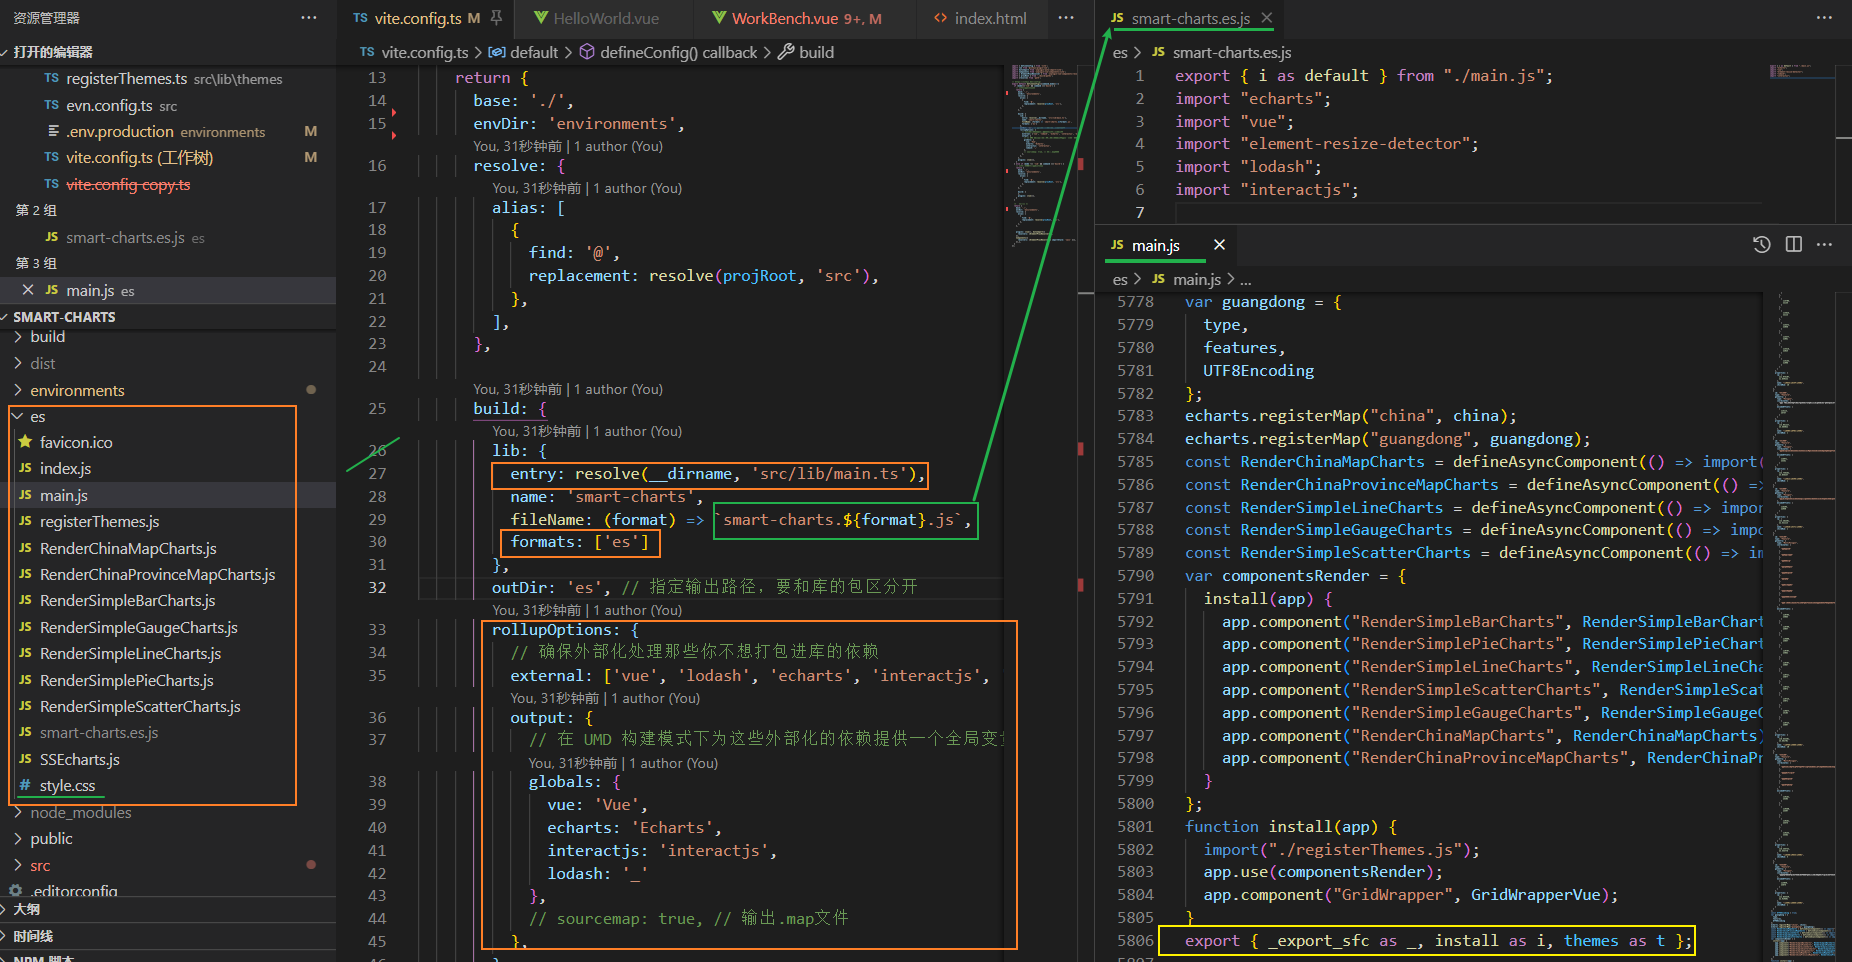 资源管理器
打开的编辑器
TS registerThemes.ts src\lib\themes
TS evn.config.ts src
.env.production environments M
TS vite.config.ts (工作树) M
TS vite.config copy.ts
第 2 组
JS smart-charts.es.js es
第 3 组
JS main.js es
SMART-CHARTS
build
dist
environments
es
favicon.ico
JS index.js
JS main.js
JS registerThemes.js
JS RenderChinaMapCharts.js
JS RenderChinaProvinceMapCharts.js
JS RenderSimpleBarCharts.js
JS RenderSimpleGaugeCharts.js
JS RenderSimpleLineCharts.js
JS RenderSimplePieCharts.js
JS RenderSimpleScatterCharts.js
JS smart-charts.es.js
JS SSEcharts.js
# style.css
node_modules
public
src
.editorconfig
大纲
时间线
NPM 脚本
TS vite.config.ts M
HelloWorld.vue
WorkBench.vue 9+, M
<> index.html
TS vite.config.ts > default > defineConfig() callback > build
13 return {
14 base: './',
15 envDir: 'environments',
You, 31秒钟前 | 1 author (You)
16 resolve: {
You, 31秒钟前 | 1 author (You)
17 alias: [
18 {
19 find: '@',
20 replacement: resolve(projRoot, 'src'),
21 },
22 ],
23 },
24
You, 31秒钟前 | 1 author (You)
25 build: {
You, 31秒钟前 | 1 author (You)
26 lib: {
27 entry: resolve(__dirname, 'src/lib/main.ts'),
28 name: 'smart-charts',
29 fileName: (format) => `smart-charts.${format}.js`,
30 formats: ['es']
31 },
32 outDir: 'es', // 指定输出路径，要和库的包区分开
You, 31秒钟前 | 1 author (You)
33 rollupOptions: {
34 // 确保外部化处理那些你不想打包进库的依赖
35 external: ['vue', 'lodash', 'echarts', 'interactjs',
You, 31秒钟前 | 1 author (You)
36 output: {
37 // 在 UMD 构建模式下为这些外部化的依赖提供一个全局变
You, 31秒钟前 | 1 author (You)
38 globals: {
39 vue: 'Vue',
40 echarts: 'Echarts',
41 interactjs: 'interactjs',
42 lodash: '_'
43 },
44 // sourcemap: true, // 输出.map文件
45 },
JS smart-charts.es.js
es > JS smart-charts.es.js
1 export { i as default } from "./main.js";
2 import "echarts";
3 import "vue";
4 import "element-resize-detector";
5 import "lodash";
6 import "interactjs";
7
JS main.js
es > JS main.js > ...
5778 var guangdong = {
5779 type,
5780 features,
5781 UTF8Encoding
5782 };
5783 echarts.registerMap("china", china);
5784 echarts.registerMap("guangdong", guangdong);
5785 const RenderChinaMapCharts = defineAsyncComponent(() => import(
5786 const RenderChinaProvinceMapCharts = defineAsyncComponent(() =>
5787 const RenderSimpleLineCharts = defineAsyncComponent(() => impor
5788 const RenderSimpleGaugeCharts = defineAsyncComponent(() => impo
5789 const RenderSimpleScatterCharts = defineAsyncComponent(() => im
5790 var componentsRender = {
5791 install(app) {
5792 app.component("RenderSimpleBarCharts", RenderSimpleBarChart
5793 app.component("RenderSimplePieCharts", RenderSimplePieChart
5794 app.component("RenderSimpleLineCharts", RenderSimpleLineCha
5795 app.component("RenderSimpleScatterCharts", RenderSimpleScat
5796 app.component("RenderSimpleGaugeCharts", RenderSimpleGaugeC
5797 app.component("RenderChinaMapCharts", RenderChinaMapCharts)
5798 app.component("RenderChinaProvinceMapCharts", RenderChinaPr
5799 }
5800 };
5801 function install(app) {
5802 import("./registerThemes.js");
5803 app.use(componentsRender);
5804 app.component("GridWrapper", GridWrapperVue);
5805 }
5806 export { _export_sfc as _, install as i, themes as t };